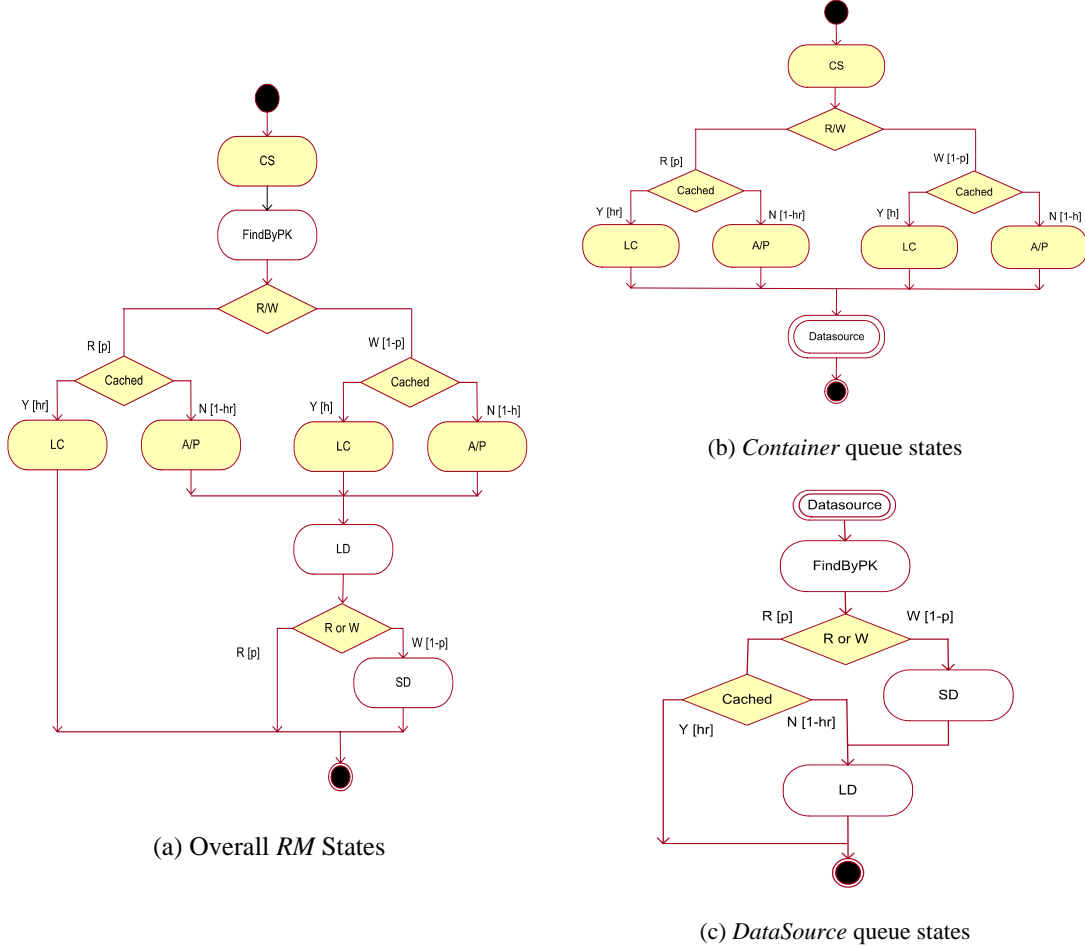 CS
FindByPK
R/W
R [p]
W [1-p]
Cached
Cached
Y [hr]
N [1-hr]
Y [h]
N [1-h]
LC
A/P
LC
A/P
LD
R or W
R [p]
W [1-p]
SD
(a) Overall RM States
CS
R/W
R [p]
W [1-p]
Cached
Cached
Y [hr]
N [1-hr]
Y [h]
N [1-h]
LC
A/P
LC
A/P
Datasource
(b) Container queue states
Datasource
FindByPK
R [p]
W [1-p]
R or W
Cached
SD
Y [hr]
N [1-hr]
LD
(c) DataSource queue states